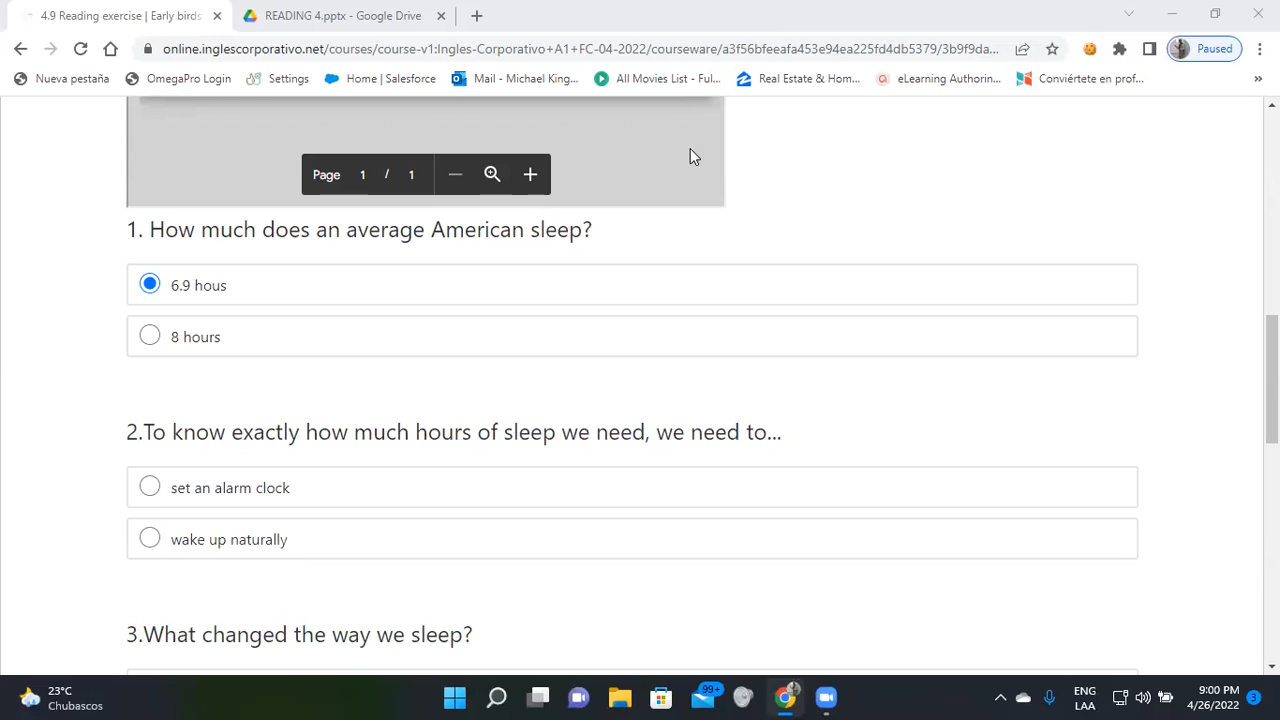 4.9 Reading exercise | Early birds
READING 4.pptx - Google Drive
online.inglescorporativo.net/courses/course-v1:Ingles-Corporativo+A1+FC-04-2022/courseware/a3f56bfeeafa453e94ea225fd4db5379/3b9f9da...
Paused
Nueva pestaña
OmegaPro Login
Settings
Home | Salesforce
Mail - Michael King...
All Movies List - Ful...
Real Estate & Hom...
eLearning Authorin...
Conviértete en prof...
»
Page 1 / 1
1. How much does an average American sleep?
6.9 hous
8 hours
2.To know exactly how much hours of sleep we need, we need to...
set an alarm clock
wake up naturally
3.What changed the way we sleep?
23°C
Chubascos
99+
ENG
LAA
9:00 PM
4/26/2022
3